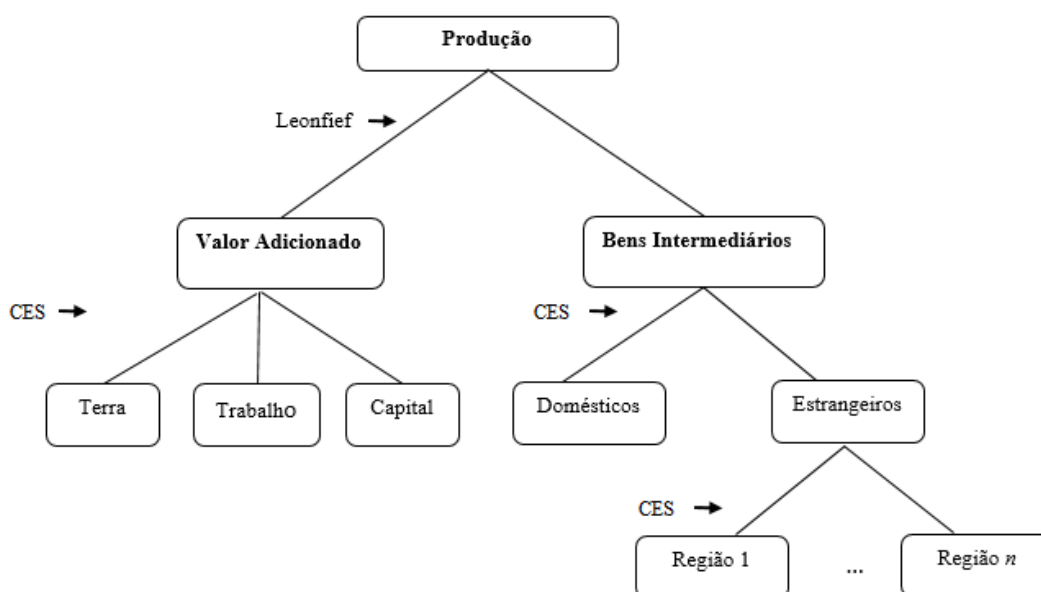 Produção
Leonfief
Valor Adicionado
Bens Intermediários
CES
CES
Terra
Trabalho
Capital
Domésticos
Estrangeiros
CES
Região 1
...
Região n